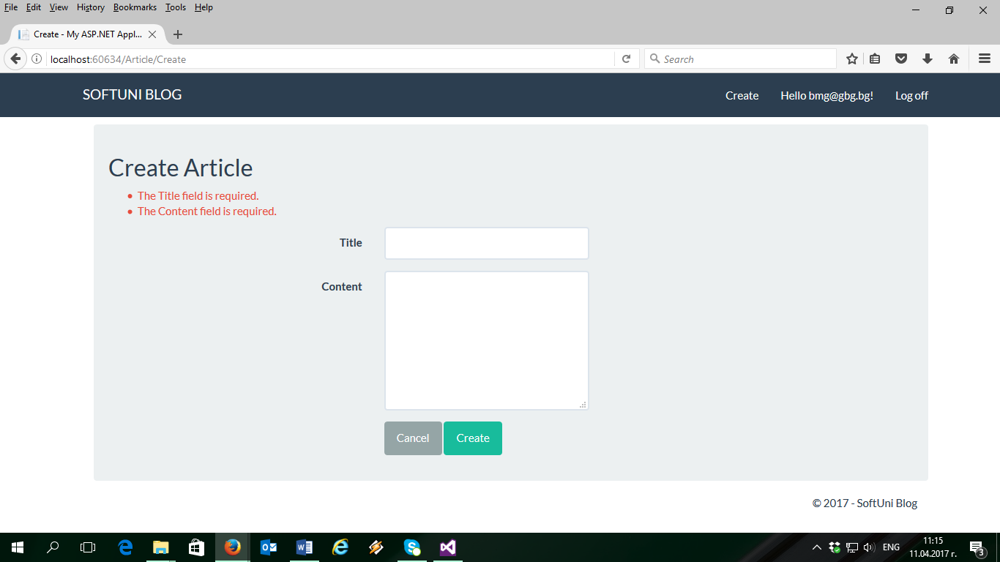 File Edit View History Bookmarks Tools Help
Create - My ASP.NET Appl...
localhost:60634/Article/Create
Search
SOFTUNI BLOG
Create Hello bmg@gbg.bg! Log off
Create Article
• The Title field is required.
• The Content field is required.
Title
Content
Cancel Create
© 2017 - SoftUni Blog
ENG
11:15
11.04.2017 г.
3